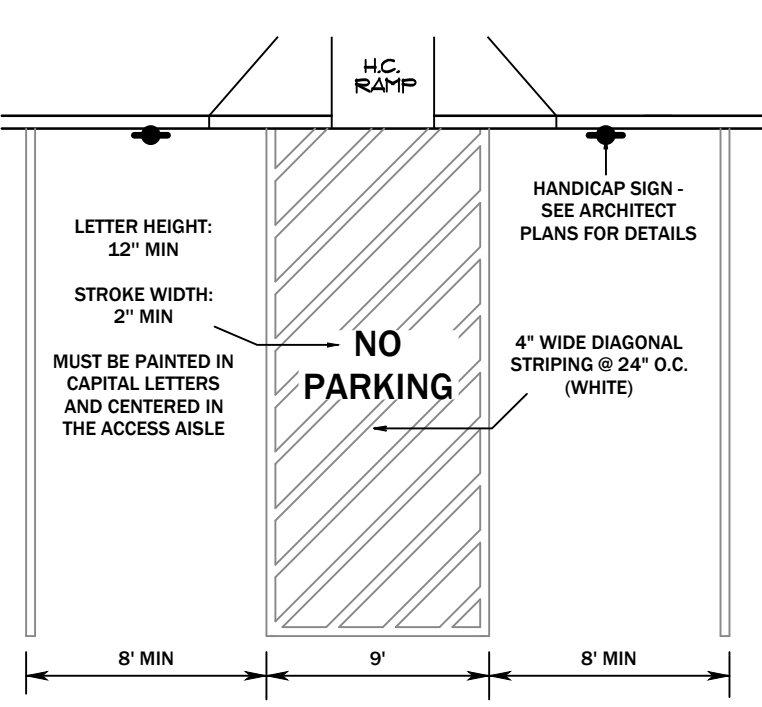 H.C.
RAMP
HANDICAP SIGN -
SEE ARCHITECT
PLANS FOR DETAILS
LETTER HEIGHT:
12" MIN
STROKE WIDTH:
2" MIN
MUST BE PAINTED IN
CAPITAL LETTERS
AND CENTERED IN
THE ACCESS AISLE
NO
PARKING
4" WIDE DIAGONAL
STRIPING @ 24" O.C.
(WHITE)
8' MIN
9'
8' MIN